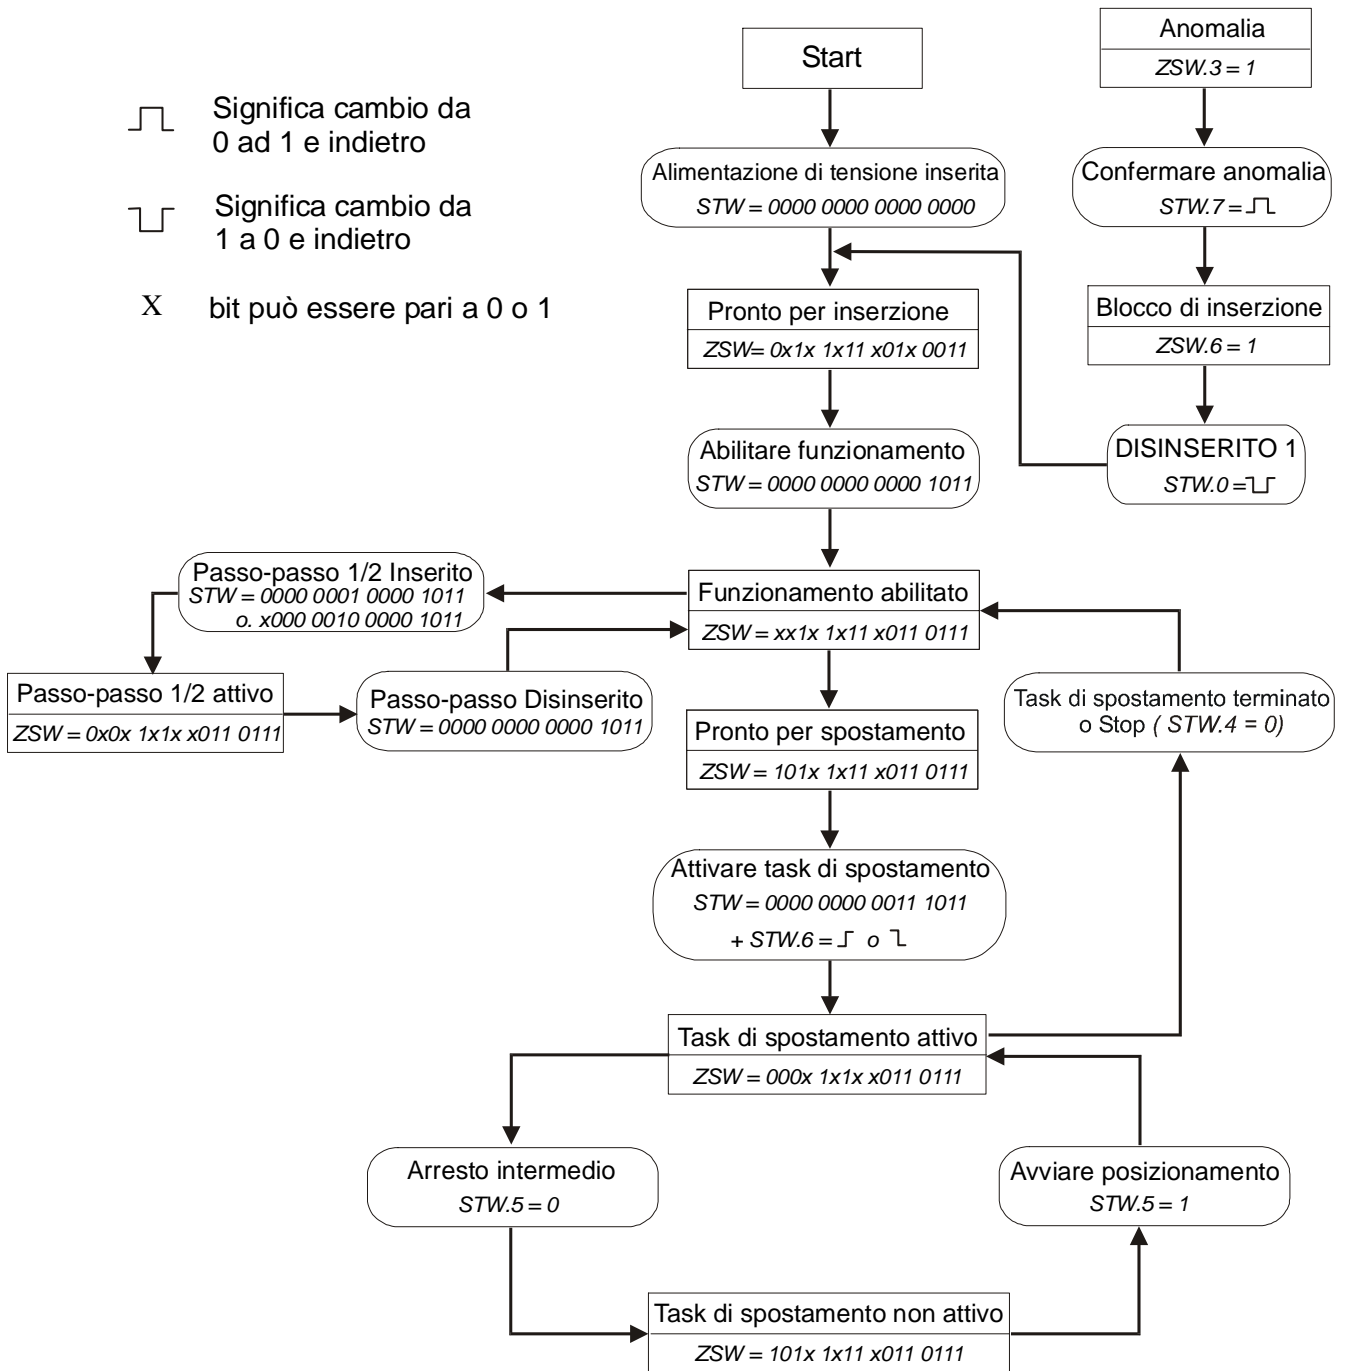 Significa cambio da
0 ad 1 e indietro
Significa cambio da
1 a 0 e indietro
X bit può essere pari a 0 o 1
Start
Alimentazione di tensione inserita
STW = 0000 0000 0000 0000
Anomalia
ZSW.3 = 1
Confermare anomalia
STW.7 =
Blocco di inserzione
ZSW.6 = 1
DISINSERITO 1
STW.0 =
Pronto per inserzione
ZSW= 0x1x 1x11 x01x 0011
Abilitare funzionamento
STW = 0000 0000 0000 1011
Funzionamento abilitato
ZSW = xx1x 1x11 x011 0111
Passo-passo 1/2 Inserito
STW = 0000 0001 0000 1011
o. x000 0010 0000 1011
Passo-passo 1/2 attivo
ZSW = 0x0x 1x1x x011 0111
Passo-passo Disinserito
STW = 0000 0000 0000 1011
Pronto per spostamento
ZSW = 101x 1x11 x011 0111
Task di spostamento terminato
o Stop ( STW.4 = 0)
Attivare task di spostamento
STW = 0000 0000 0011 1011
+ STW.6 = o
Task di spostamento attivo
ZSW = 000x 1x1x x011 0111
Arresto intermedio
STW.5 = 0
Avviare posizionamento
STW.5 = 1
Task di spostamento non attivo
ZSW = 101x 1x11 x011 0111